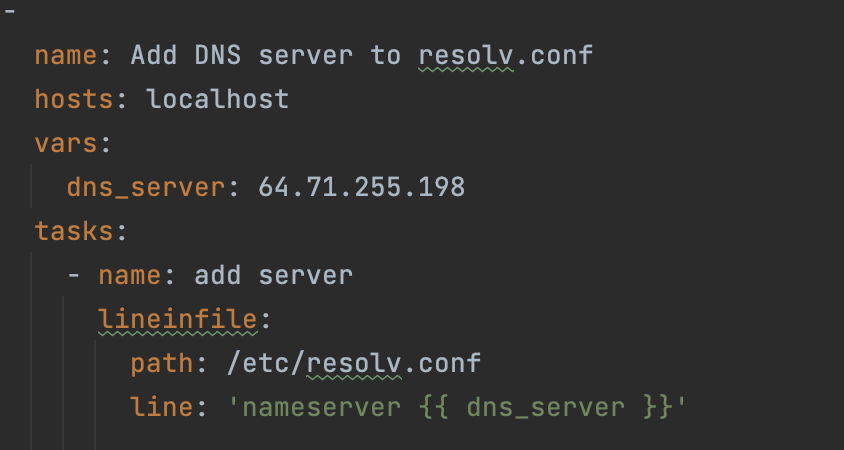 -
name: Add DNS server to resolv.conf
hosts: localhost
vars:
dns_server: 64.71.255.198
tasks:
- name: add server
lineinfile:
path: /etc/resolv.conf
line: 'nameserver {{ dns_server }}'